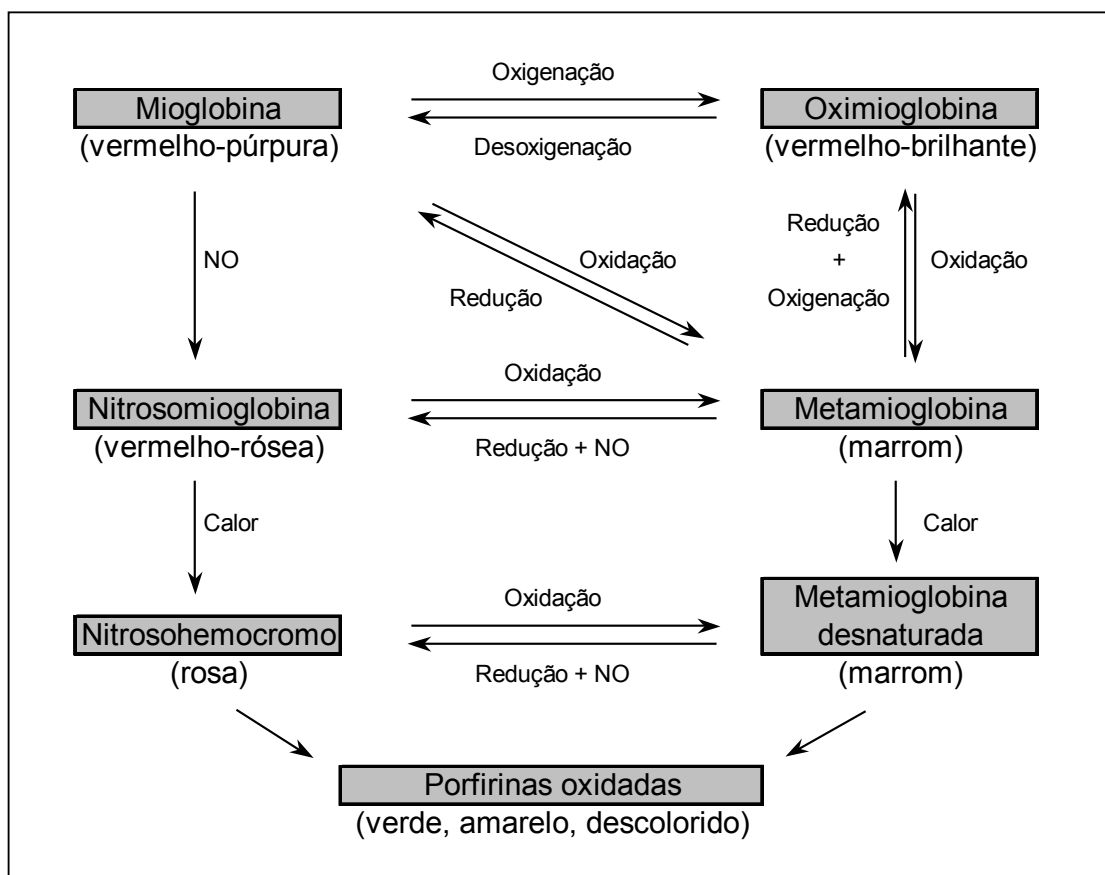 Oxigenação
Mioglobina
Oximioglobina
(vermelho-púrpura)
Desoxigenação
(vermelho-brilhante)
Redução
+
Oxigenação
Oxidação
NO
Oxidação
Redução
Oxidação
Nitrosomioglobina
Metamioglobina
(vermelho-rósea)
Redução + NO
(marrom)
Calor
Calor
Oxidação
Metamioglobina
desnaturada
Nitrosohemocromo
(rosa)
Redução + NO
(marrom)
Porfirinas oxidadas
(verde, amarelo, descolorido)